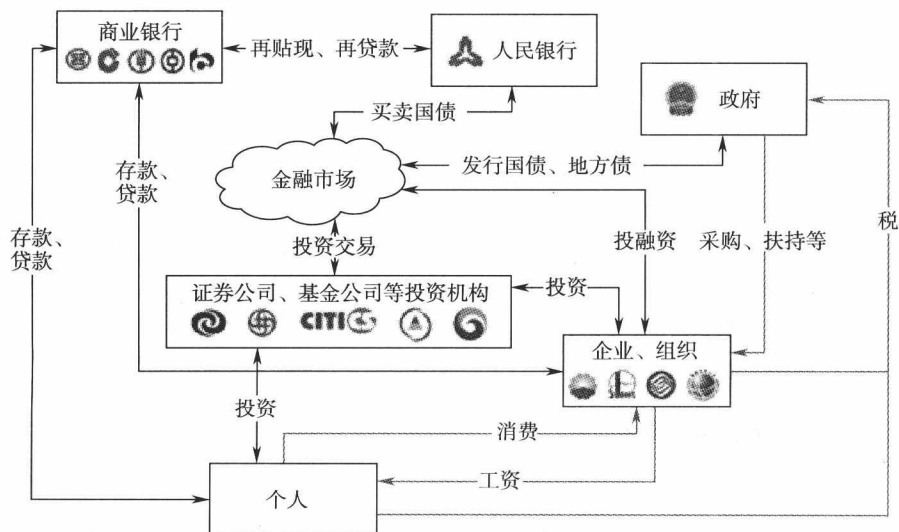 商业银行
再贴现、再贷款
人民银行
政府
买卖国债
金融市场
发行国债、地方债
存款、
贷款
存款、
贷款
投资交易
投融资
采购、扶持等
税
证券公司、基金公司等投资机构
CITIC
投资
企业、组织
投资
消费
工资
个人